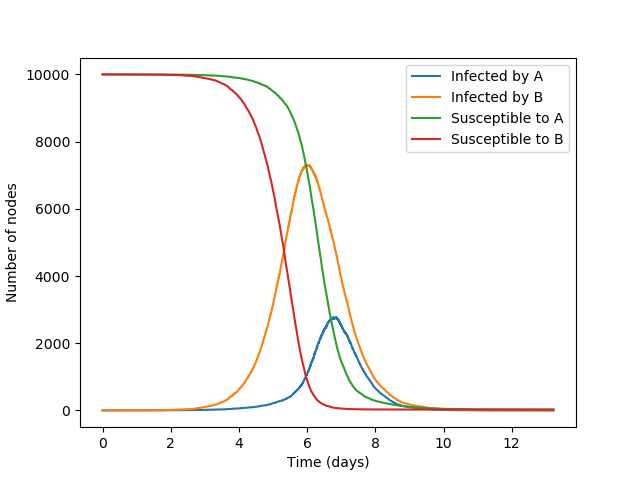 10000
8000
6000
4000
2000
0
Number of nodes
0 2 4 6 8 10 12
Time (days)
Infected by A
Infected by B
Susceptible to A
Susceptible to B